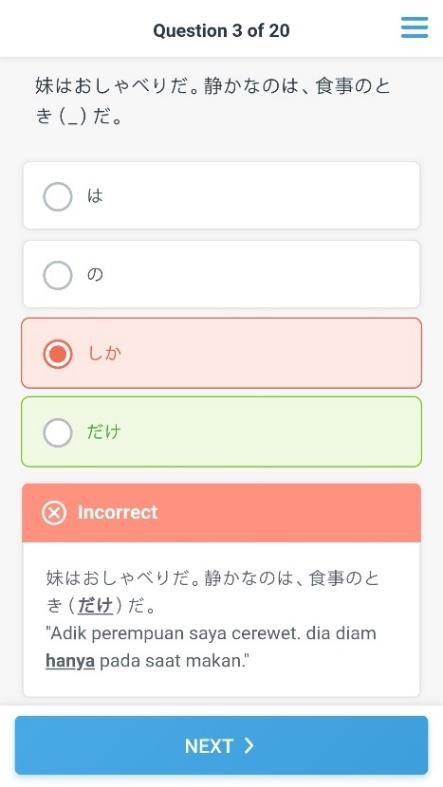 Question 3 of 20
妹はおしゃべりだ。静かなのは、食事のと
き(_)だ。
は
の
しか
だけ
Incorrect
妹はおしゃべりだ。静かなのは、食事のと
き(だけ)だ。
"Adik perempuan saya cerewet. dia diam
hanya pada saat makan."
NEXT